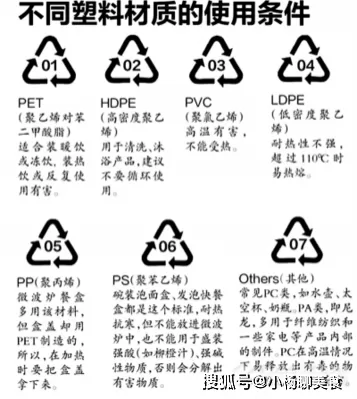 不同塑料材质的使用条件
01
02
03
04
PET
(聚乙烯对苯
二甲酸脂)
适合装暖饮
或冻饮,装热
饮或反复使
用有害。
HDPE
(高密度聚乙
烯)
用于清洗、沐
浴产品,建议
不要循环使
用。
PVC
(聚氯乙烯)
高温有害,
不能受热。
LDPE
(低密度聚乙
烯)
耐热性不强,
超过110℃时
易热熔。
05
06
07
PP(聚丙烯)
微波炉餐盒
多用该材料,
但盒盖却用
PET制造的,
所以,在加热
时要把盒盖
拿下来。
PS(聚苯乙烯)
碗装泡面盒、发泡快餐
盒都是这个标准,耐热
抗寒,但不能放进微波
炉中,也不能用于盛装
强酸(如柳橙汁)、强碱
性物质,否则会分解出
有害物质。
Others(其他)
常见PC类,如水壶、太
空杯、奶瓶。PA类,即尼
龙,多用于纤维纺织和
一些家电等产品内部
的制件。PC在高温情况
下易释放出有毒的物
搜狐号@小杨聊美食